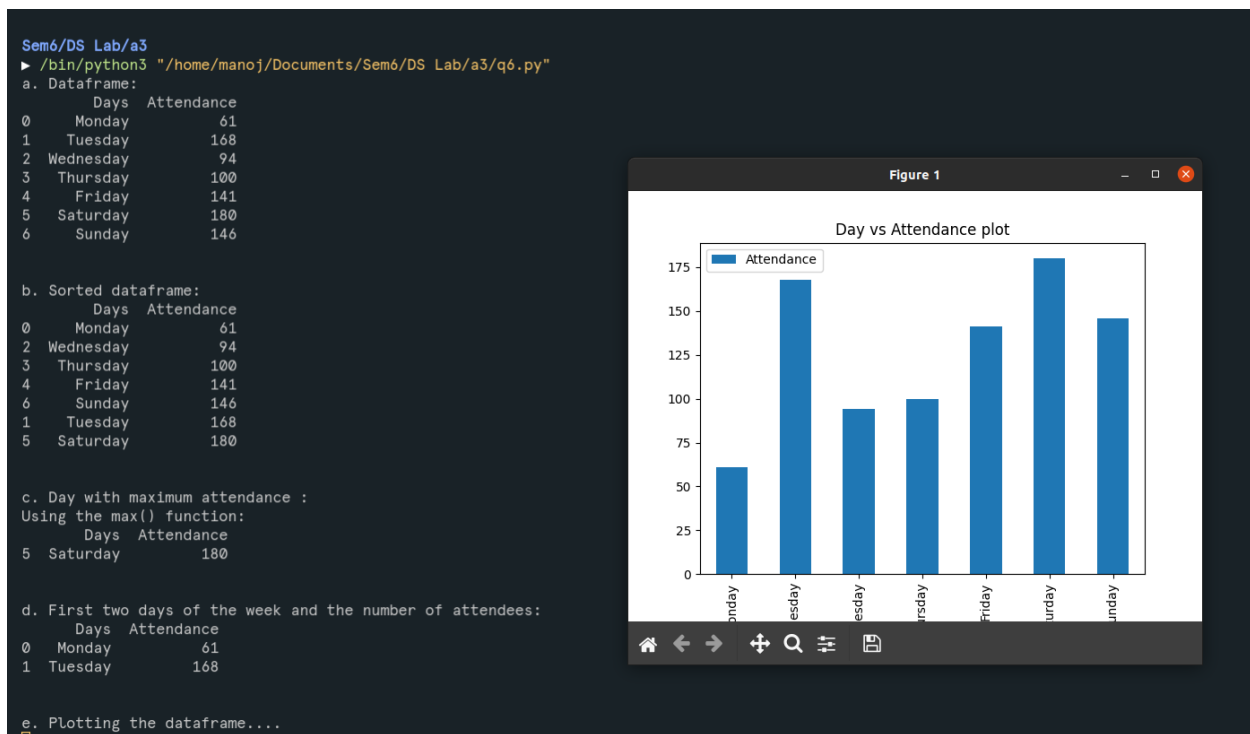 Sem6/DS Lab/a3
▶ /bin/python3 "/home/manoj/Documents/Sem6/DS Lab/a3/q6.py"
a. Dataframe:
Days Attendance
0 Monday 61
1 Tuesday 168
2 Wednesday 94
3 Thursday 100
4 Friday 141
5 Saturday 180
6 Sunday 146
b. Sorted dataframe:
Days Attendance
0 Monday 61
2 Wednesday 94
3 Thursday 100
4 Friday 141
6 Sunday 146
1 Tuesday 168
5 Saturday 180
c. Day with maximum attendance :
Using the max() function:
Days Attendance
5 Saturday 180
d. First two days of the week and the number of attendees:
Days Attendance
0 Monday 61
1 Tuesday 168
e. Plotting the dataframe....
Figure 1
Day vs Attendance plot
Attendance
175
150
125
100
75
50
25
0
onday
esday
esday
ursday
Friday
urday
unday